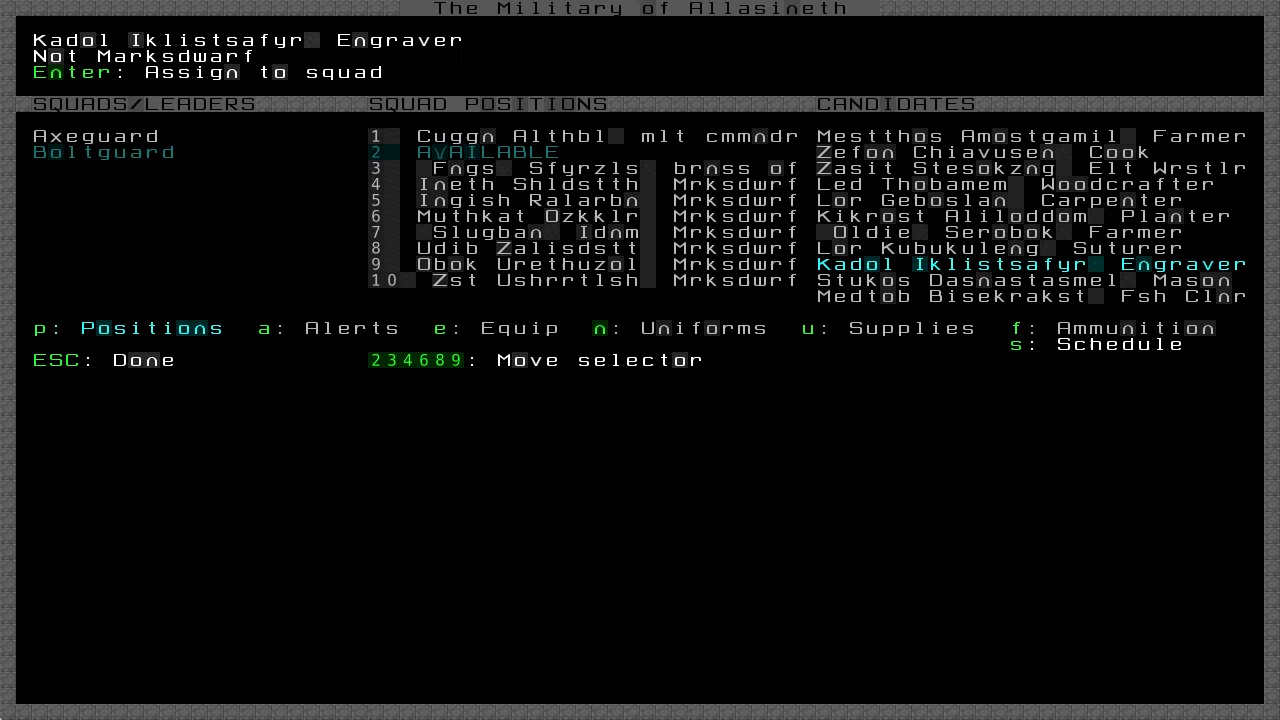 The Military of Allasineth
Kadol Iklistsafyr Engraver
Not Marksdwarf
Enter: Assign to squad
SQUADS/LEADERS SQUAD POSITIONS CANDIDATES
Axeguard 1 Cuggn Althbl mlt cmmndr Mestthos Amostgamil Farmer
Boltguard 2 AVAILABLE Zefon Chiavusen Cook
3 Fngs Sfyrzls brnss of Zasit Stesokzng Elt Wrstlr
4 Ineth Shldstth Mrksdwrf Led Thobamem Woodcrafter
5 Ingish Ralarbn Mrksdwrf Lor Geboslan Carpenter
6 Muthkat Ozkklr Mrksdwrf Kikrost Aliloddom Planter
7 Slugban Idnm Mrksdwrf Oldie Serobok Farmer
8 Udib Zalisdstt Mrksdwrf Lor Kubukuleng Suturer
9 Obok Urethuzol Mrksdwrf Kadol Iklistsafyr Engraver
10 Zst Ushrrtlsh Mrksdwrf Stukos Dasnastasmel Mason
Medtob Bisekrakst Fsh Clnr
p: Positions a: Alerts e: Equip n: Uniforms u: Supplies f: Ammunition
s: Schedule
ESC: Done 234689: Move selector